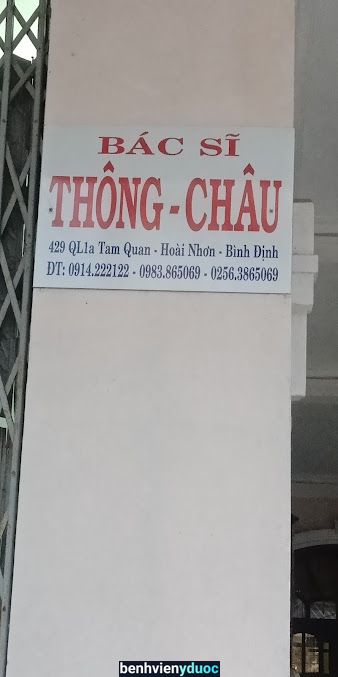 BÁC SĨ
THÔNG - CHÂU
429 QL1a Tam Quan - Hoài Nhơn - Bình Định
ĐT: 0914.222122 - 0983.865069 - 0256.3865069
benhvienyduoc